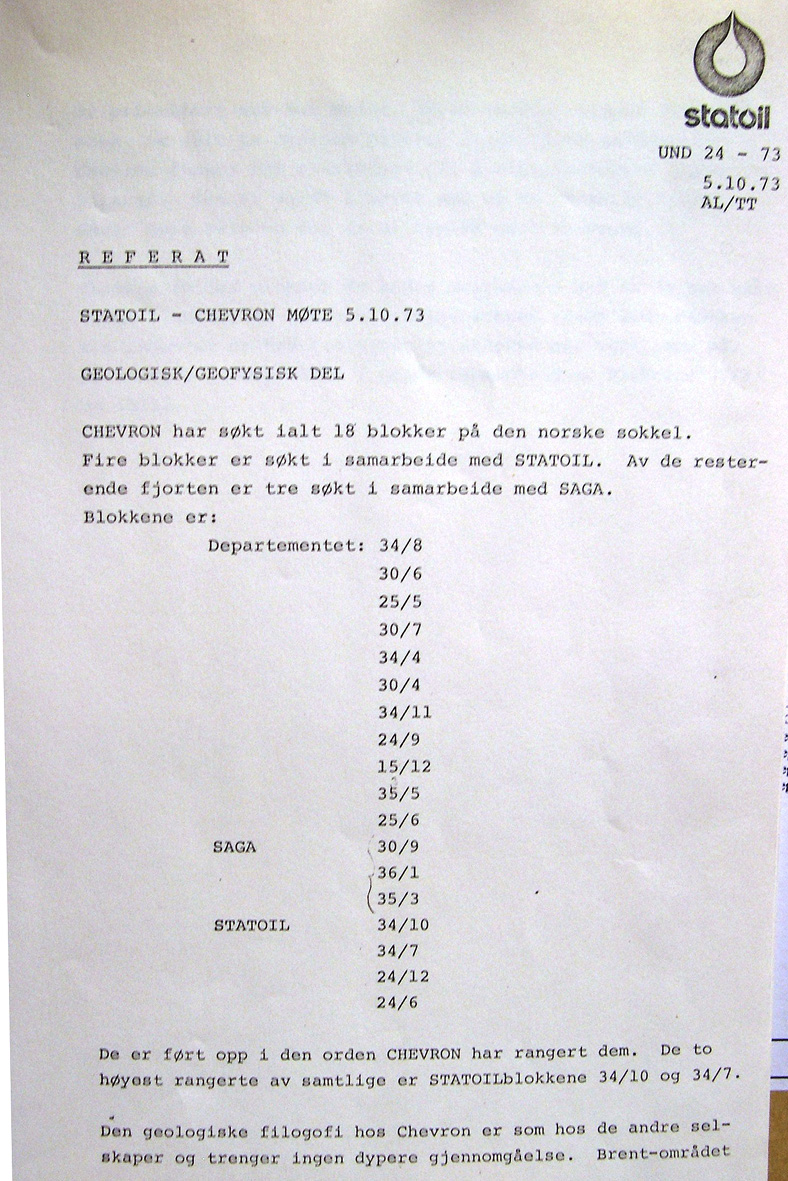 statoil
UND 24 - 73
5.10.73
AL/TT
R E F E R A T
STATOIL - CHEVRON MØTE 5.10.73
GEOLOGISK/GEOFYSISK DEL
CHEVRON har søkt ialt 18 blokker på den norske sokkel.
Fire blokker er søkt i samarbeide med STATOIL. Av de rester-
ende fjorten er tre søkt i samarbeide med SAGA.
Blokkene er:
Departementet: 34/8
30/6
25/5
30/7
34/4
30/4
34/11
24/9
15/12
35/5
25/6
SAGA 30/9
36/1
35/3
STATOIL 34/10
34/7
24/12
24/6
De er ført opp i den orden CHEVRON har rangert dem. De to
høyest rangerte av samtlige er STATOILblokkene 34/10 og 34/7.
Den geologiske filogofi hos Chevron er som hos de andre sel-
skaper og trenger ingen dypere gjennomgåelse. Brent-området